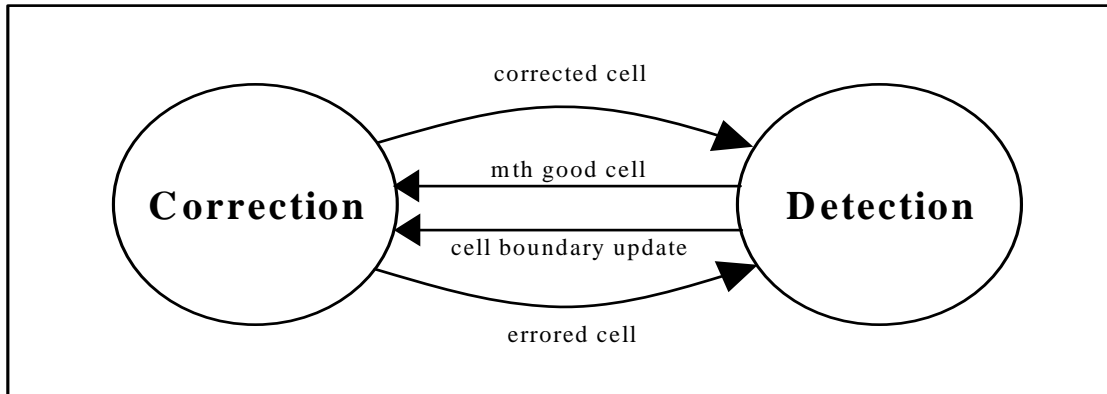 corrected cell
mth good cell
Correction
Detection
cell boundary update
errored cell